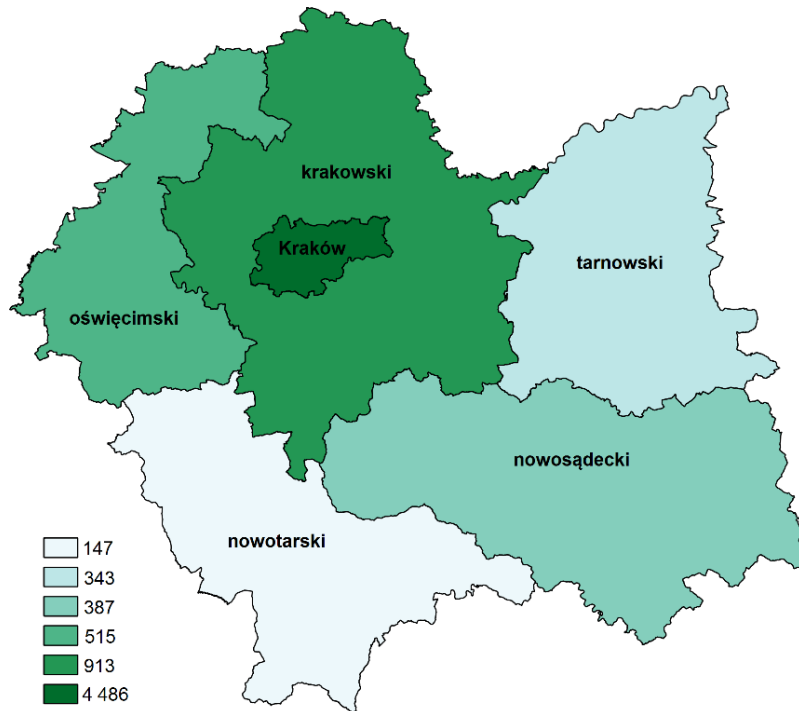 krakowski
Kraków
tarnowski
oświęcimski
nowosądecki
nowotarski
147
343
387
515
913
4 486